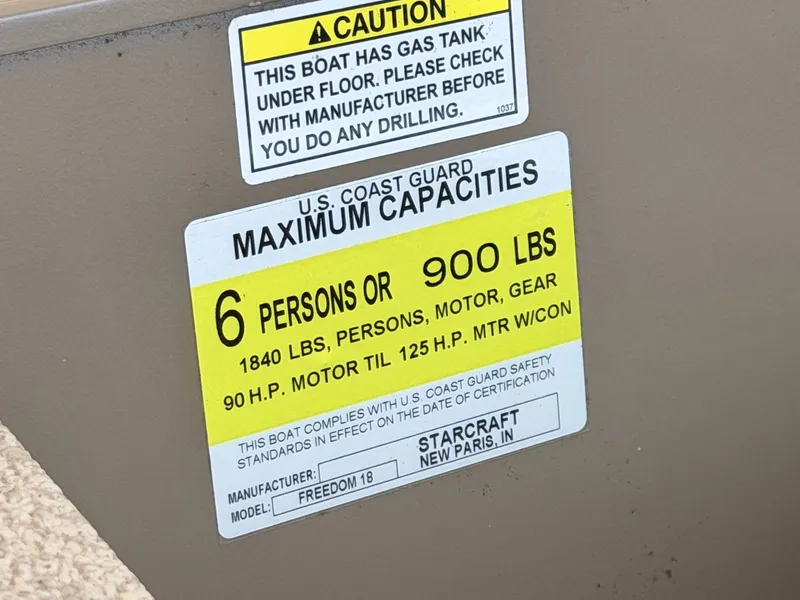 CAUTION
THIS BOAT HAS GAS TANK
UNDER FLOOR. PLEASE CHECK
WITH MANUFACTURER BEFORE
YOU DO ANY DRILLING.
1037
U.S. COAST GUARD
MAXIMUM CAPACITIES
6 PERSONS OR 900 LBS
1840 LBS, PERSONS, MOTOR, GEAR
90 H.P. MOTOR TIL 125 H.P. MTR W/CON
THIS BOAT COMPLIES WITH U.S. COAST GUARD SAFETY
STANDARDS IN EFFECT ON THE DATE OF CERTIFICATION
MANUFACTURER: STARCRAFT
NEW PARIS, IN
MODEL: FREEDOM 18